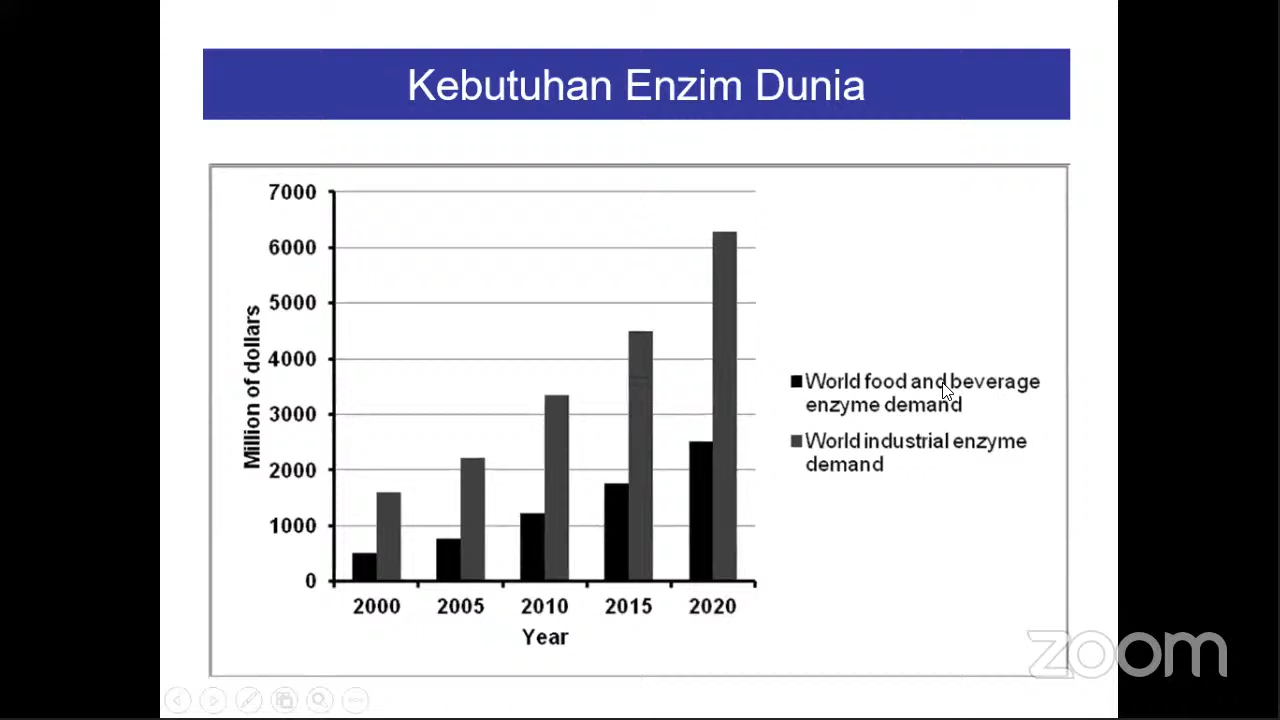 Kebutuhan Enzim Dunia
7000
6000
5000
4000
3000
2000
1000
0
Million of dollars
2000 2005 2010 2015 2020
Year
World food and beverage
enzyme demand
World industrial enzyme
demand
zoom